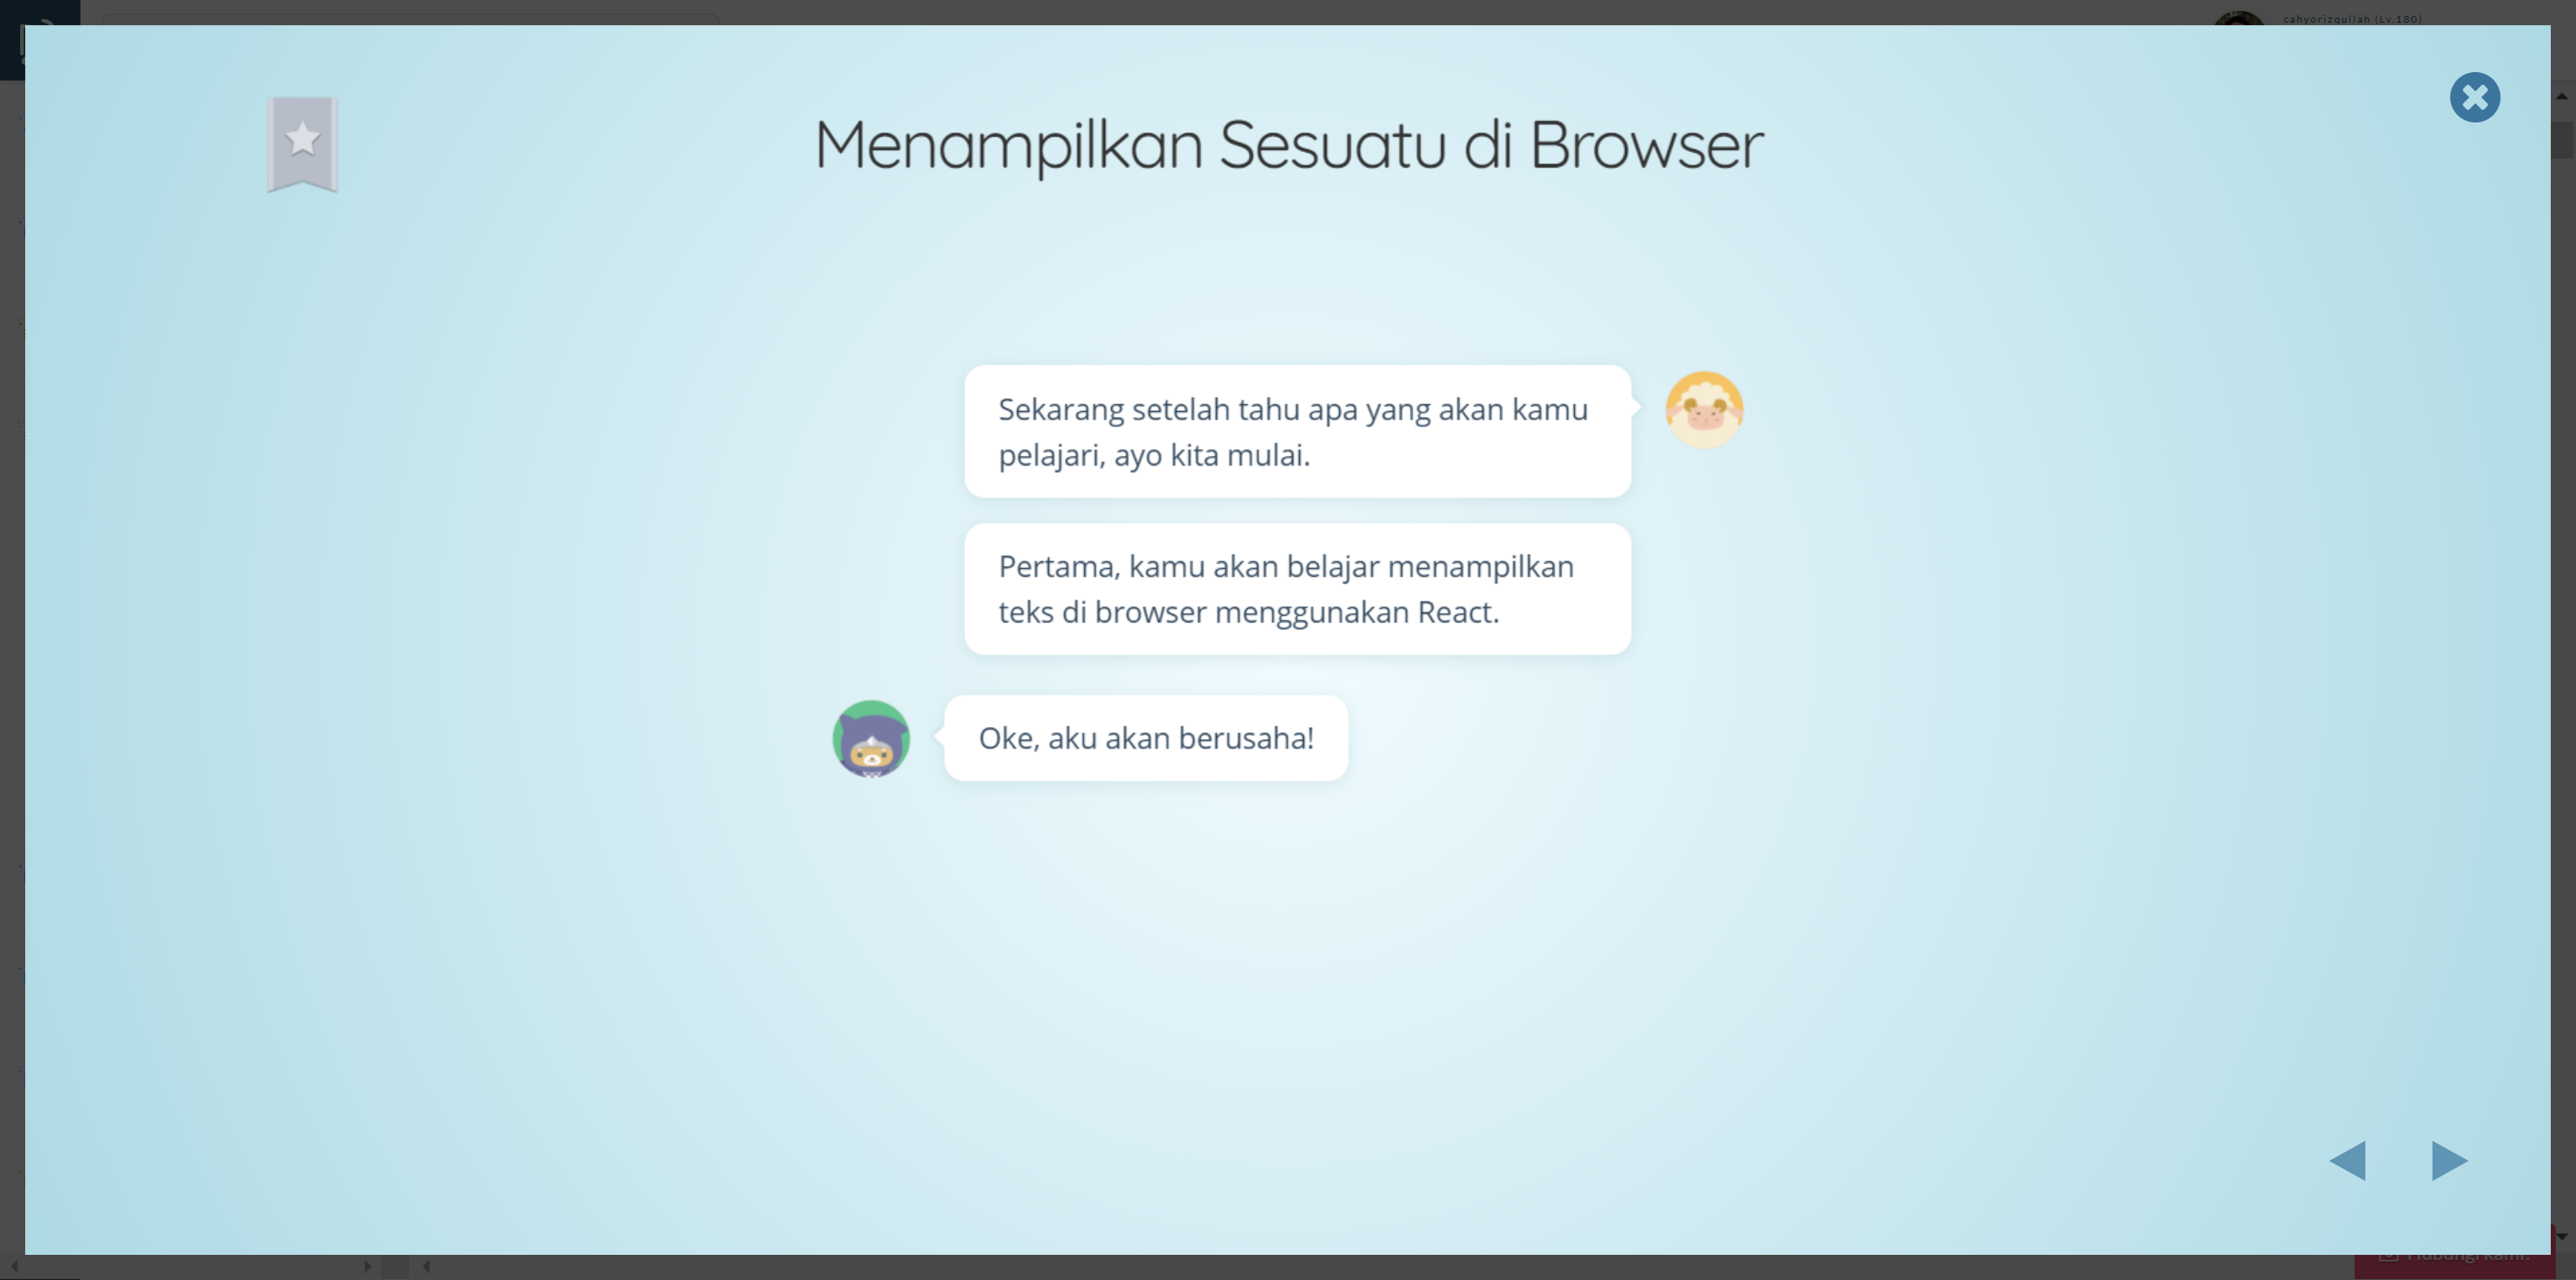 cahyorizqullah (Lv.180)
Menampilkan Sesuatu di Browser
Sekarang setelah tahu apa yang akan kamu
pelajari, ayo kita mulai.
Pertama, kamu akan belajar menampilkan
teks di browser menggunakan React.
Oke, aku akan berusaha!